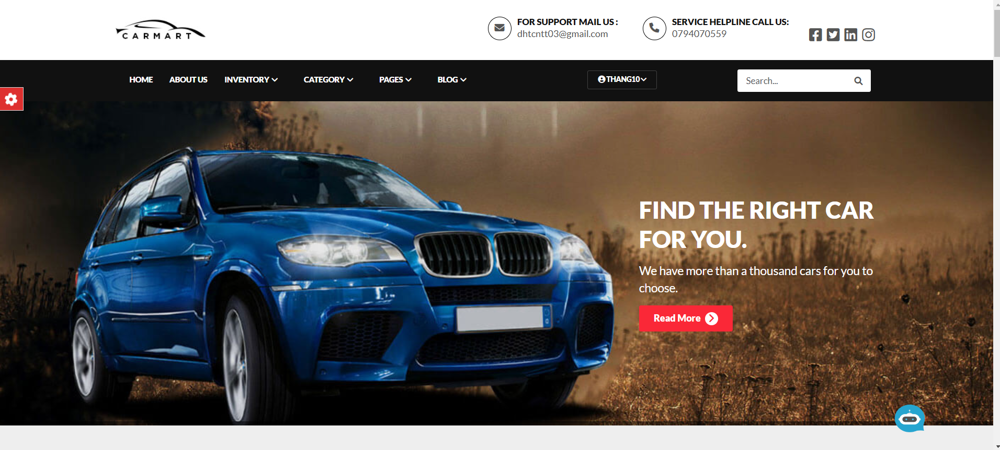 CARMART
FOR SUPPORT MAIL US :
dhtcntt03@gmail.com
SERVICE HELPLINE CALL US:
0794070559
HOME
ABOUT US
INVENTORY
CATEGORY
PAGES
BLOG
THANG10
Search...
FIND THE RIGHT CAR
FOR YOU.
We have more than a thousand cars for you to
choose.
Read More